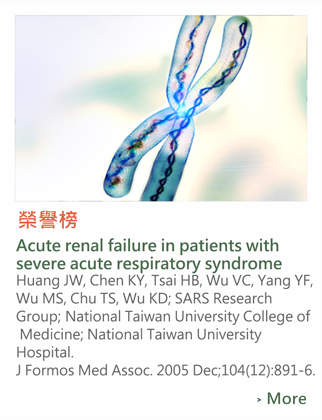 榮譽榜
Acute renal failure in patients with
severe acute respiratory syndrome
Huang JW, Chen KY, Tsai HB, Wu VC, Yang YF,
Wu MS, Chu TS, Wu KD; SARS Research
Group; National Taiwan University College of
Medicine; National Taiwan University
Hospital.
J Formos Med Assoc. 2005 Dec;104(12):891-6.
› More